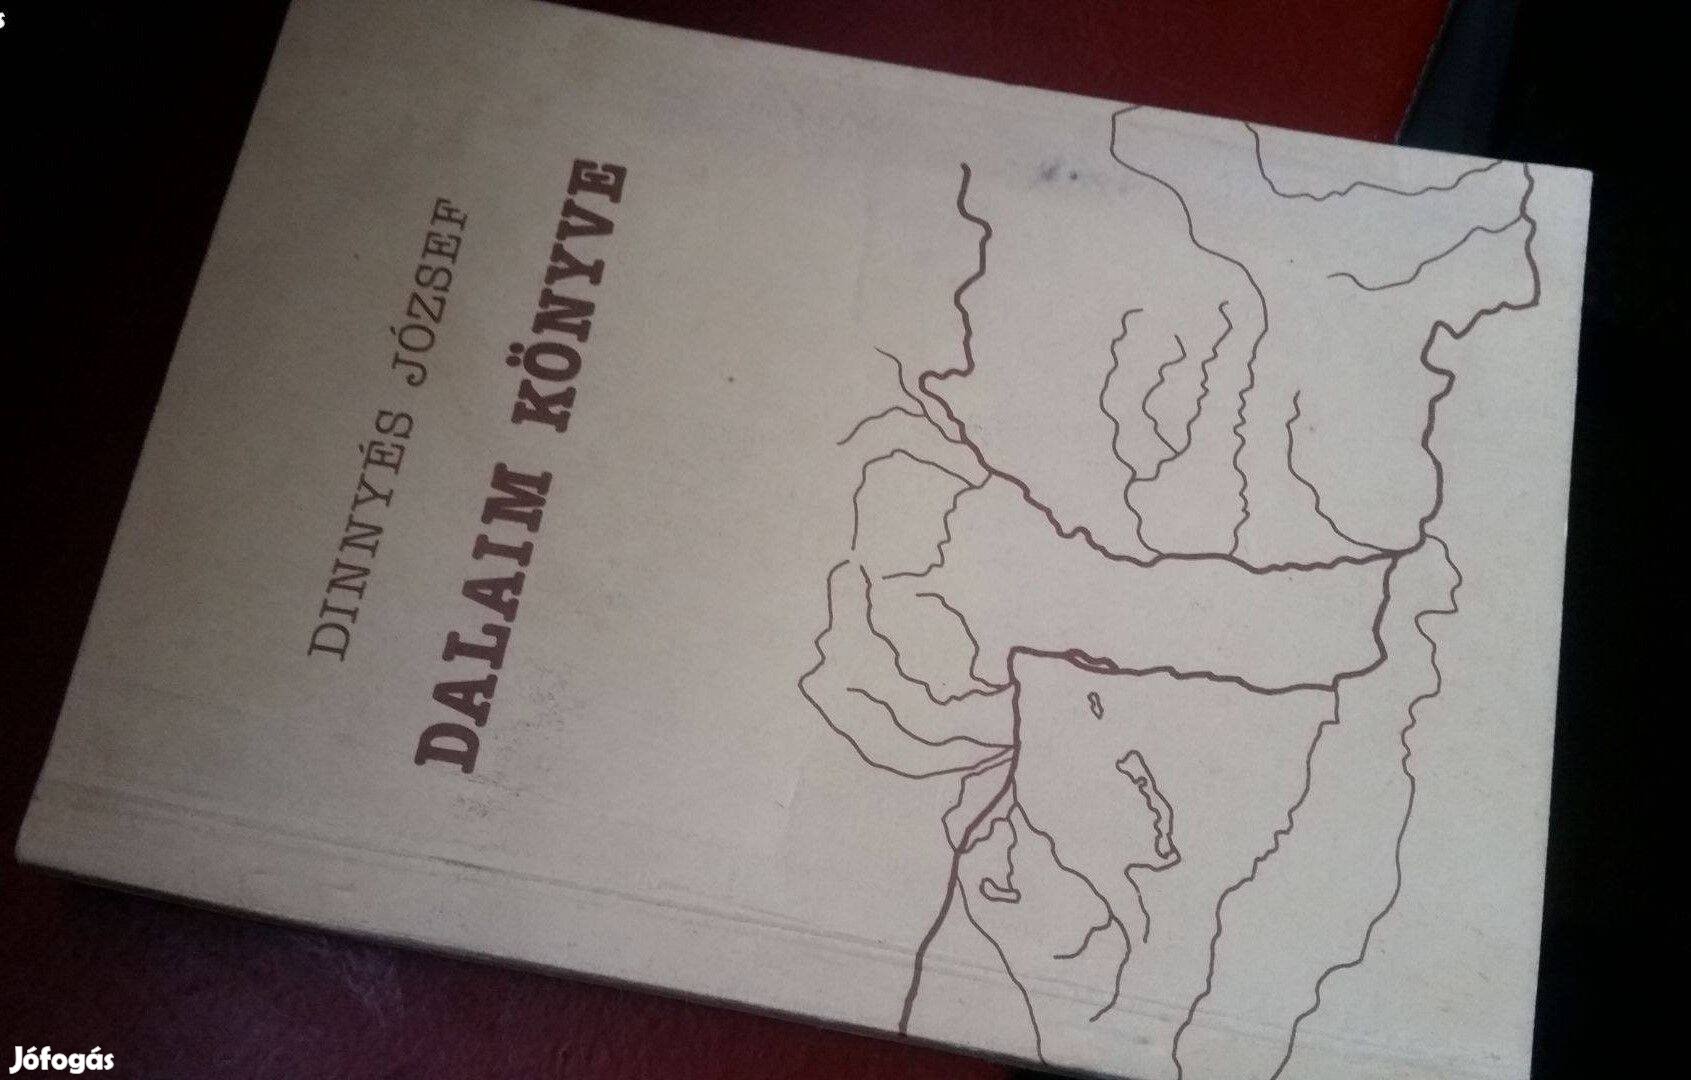 DINNYÉS JÓZSEF
DALAIM KÖNYVE
Jófogás